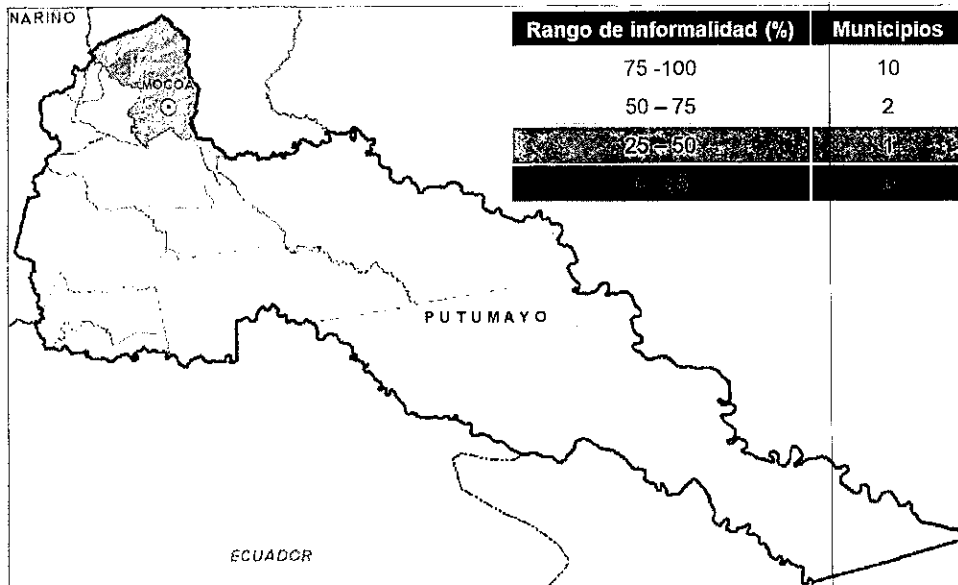 NARIÑO
Rango de informalidad (%) Municipios
75 -100 10
50 – 75 2
25 – 50 1
MOCOA
PUTUMAYO
ECUADOR